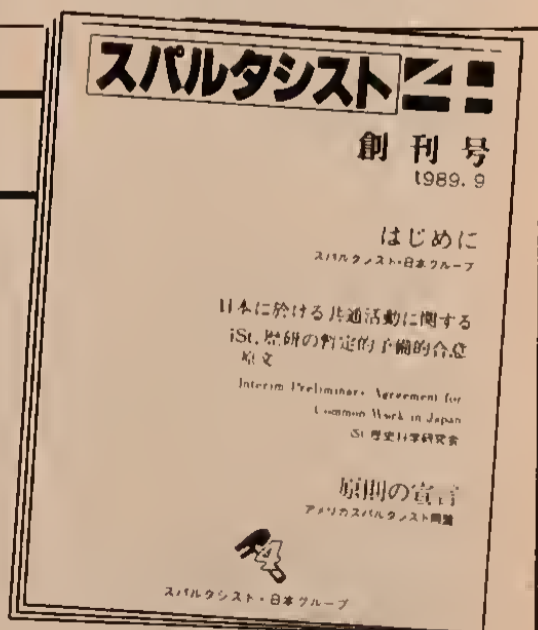 スパルタシスト
創刊号
1989. 9
はじめに
スパルタシスト・日本グループ
日本に於ける共通活動に関する
iSt. 歴研の暫定的予備的合意
原文
Interim Preliminary Agreement for
Common Work in Japan
iSt 歴史科学研究会
原則の宣言
アメリカスパルタシスト同盟
4
スパルタシスト・日本グループ